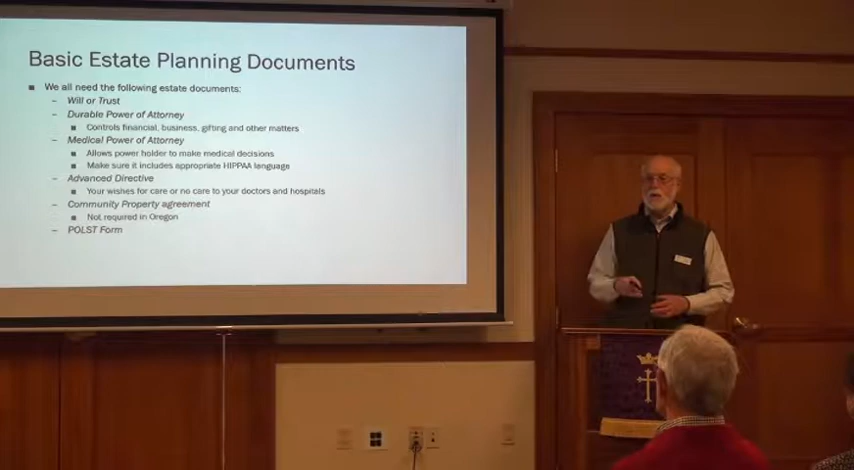 Basic Estate Planning Documents
■ We all need the following estate documents:
– Will or Trust
– Durable Power of Attorney
■ Controls financial, business, gifting and other matters
– Medical Power of Attorney
■ Allows power holder to make medical decisions
■ Make sure it includes appropriate HIPPAA language
– Advanced Directive
■ Your wishes for care or no care to your doctors and hospitals
– Community Property agreement
■ Not required in Oregon
– POLST Form